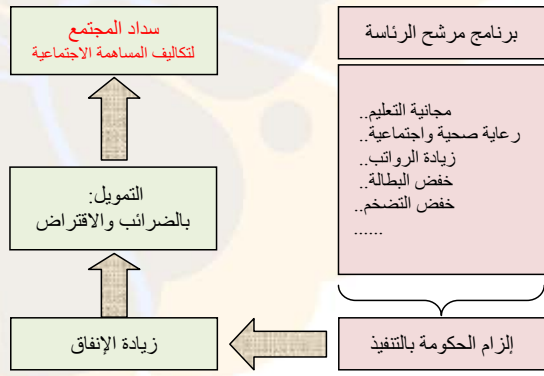 برنامج مرشح الرئاسة
مجانية التعليم..
رعاية صحية واجتماعية..
زيادة الرواتب..
خفض البطالة..
خفض التضخم..
......
إلزام الحكومة بالتنفيذ
زيادة الإنفاق
التمويل:
بالضرائب والاقتراض
سداد المجتمع
لتكاليف المساهمة الاجتماعية